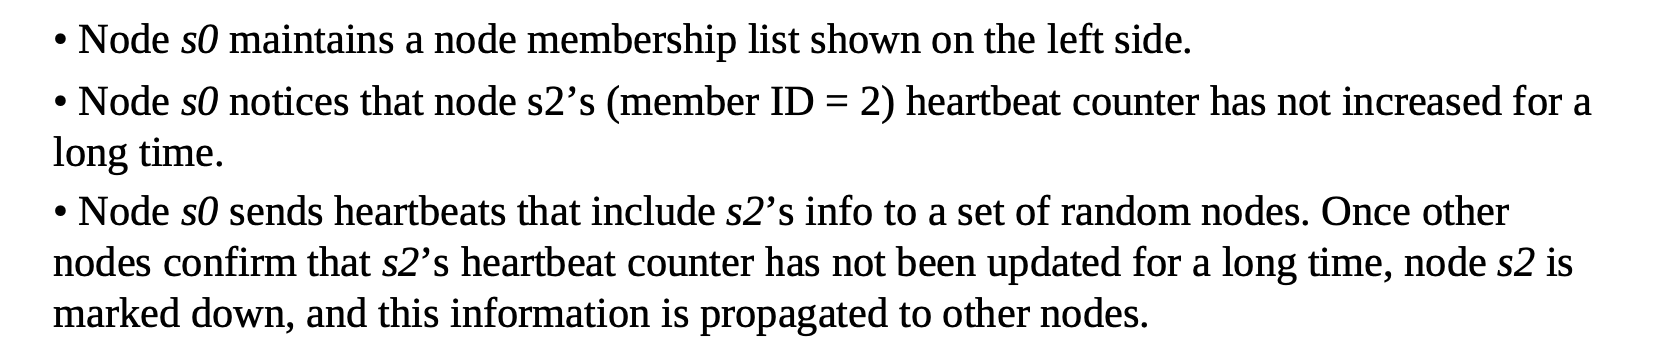 • Node s0 maintains a node membership list shown on the left side.
• Node s0 notices that node s2’s (member ID = 2) heartbeat counter has not increased for a
long time.
• Node s0 sends heartbeats that include s2’s info to a set of random nodes. Once other
nodes confirm that s2’s heartbeat counter has not been updated for a long time, node s2 is
marked down, and this information is propagated to other nodes.